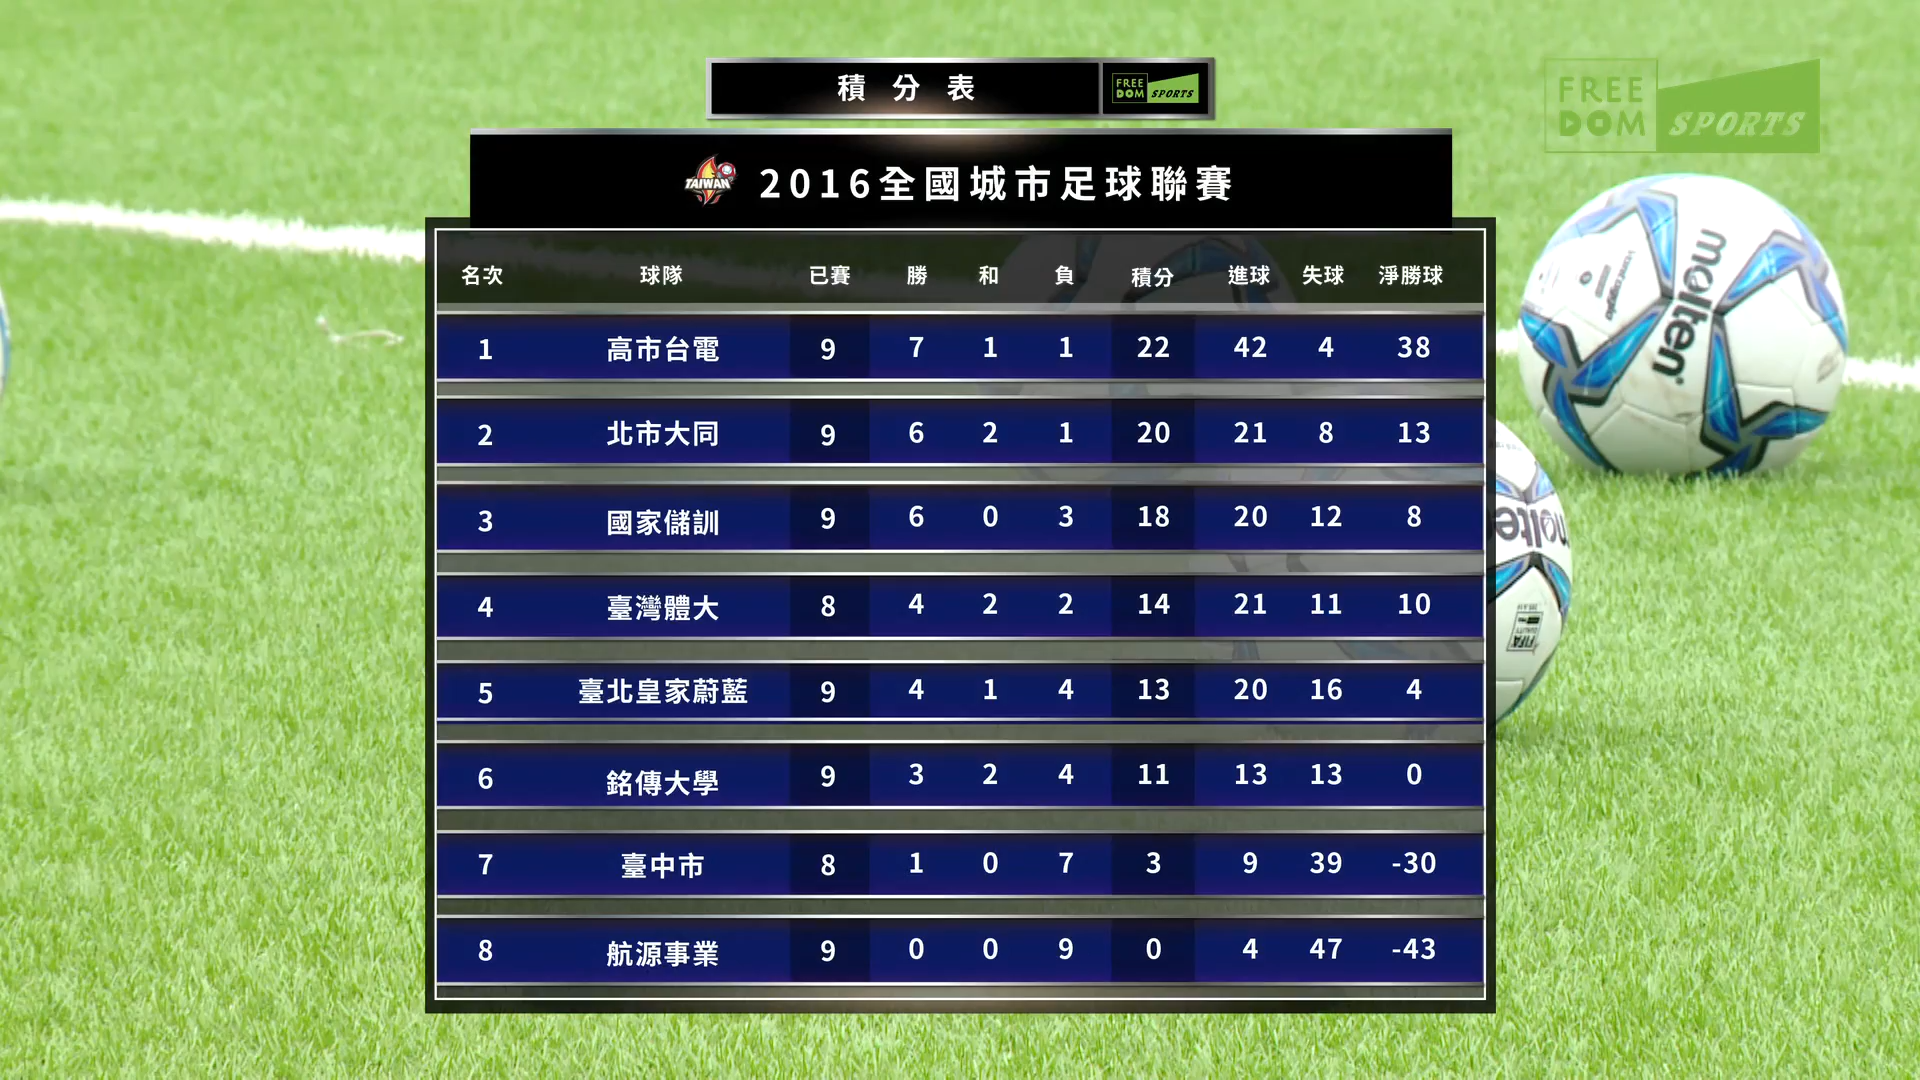 積分表 FREEDOM SPORTS
FREEDOM SPORTS
TAIWAN 2016全國城市足球聯賽
名次 球隊 已賽 勝 和 負 積分 進球 失球 淨勝球
1 高市台電 9 7 1 1 22 42 4 38
2 北市大同 9 6 2 1 20 21 8 13
3 國家儲訓 9 6 0 3 18 20 12 8
4 臺灣體大 8 4 2 2 14 21 11 10
5 臺北皇家蔚藍 9 4 1 4 13 20 16 4
6 銘傳大學 9 3 2 4 11 13 13 0
7 臺中市 8 1 0 7 3 9 39 -30
8 航源事業 9 0 0 9 0 4 47 -43
molten
molten
FIFA